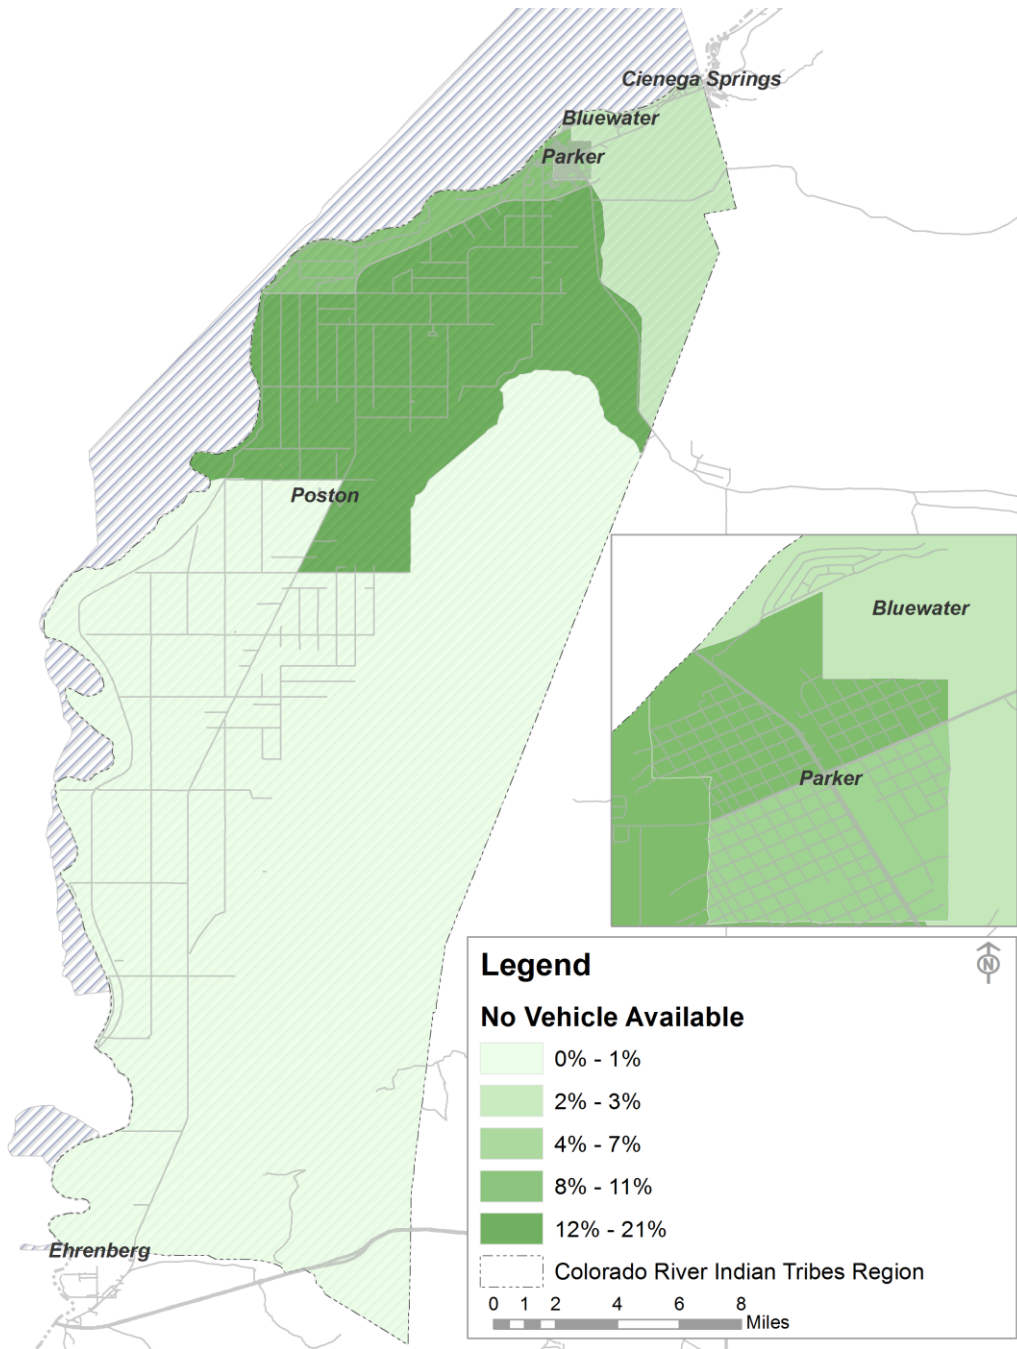 Cienega Springs
Bluewater
Parker
Poston
Bluewater
Parker
Ehrenberg
Legend
N
No Vehicle Available
0% - 1%
2% - 3%
4% - 7%
8% - 11%
12% - 21%
Colorado River Indian Tribes Region
0 1 2 4 6 8
Miles